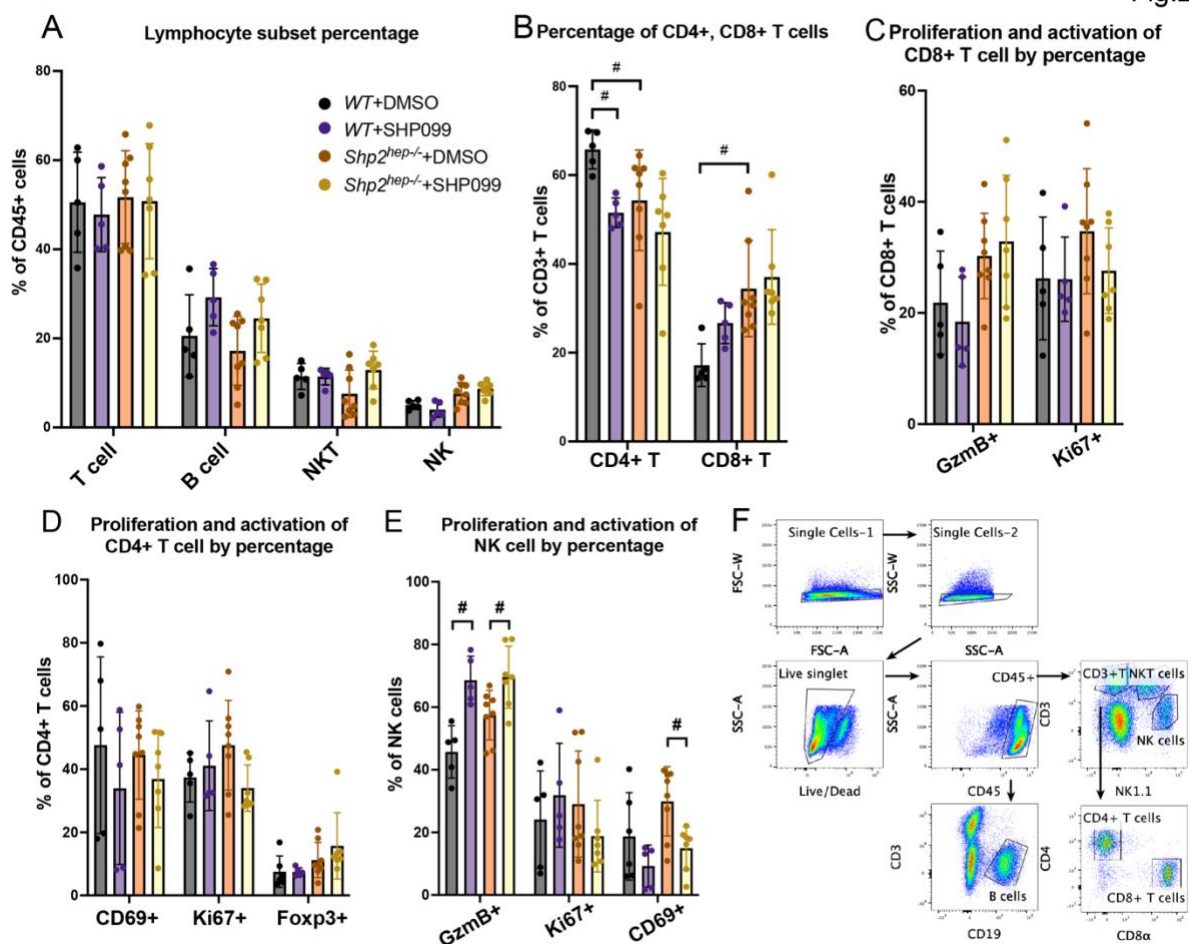 A
Lymphocyte subset percentage
% of CD45+ cells
80
60
40
20
0
T cell
B cell
NKT
NK
WT+DMSO
WT+SHP099
Shp2hep-/-+DMSO
Shp2hep-/-+SHP099
B
Percentage of CD4+, CD8+ T cells
% of CD3+ T cells
80
60
40
20
0
#
#
#
CD4+ T
CD8+ T
C
Proliferation and activation of
CD8+ T cell by percentage
% of CD8+ T cells
60
40
20
0
GzmB+
Ki67+
D
Proliferation and activation of
CD4+ T cell by percentage
% of CD4+ T cells
100
80
60
40
20
0
CD69+
Ki67+
Foxp3+
E
Proliferation and activation of
NK cell by percentage
% of NK cells
100
80
60
40
20
0
#
#
#
GzmB+
Ki67+
CD69+
F
Single Cells-1
FSC-W
FSC-A
Single Cells-2
SSC-W
SSC-A
Live singlet
SSC-A
Live/Dead
CD45+
SSC-A
CD45
CD3+T
NKT cells
NK cells
CD3
NK1.1
B cells
CD3
CD19
CD4+ T cells
CD8+ T cells
CD4
CD8α